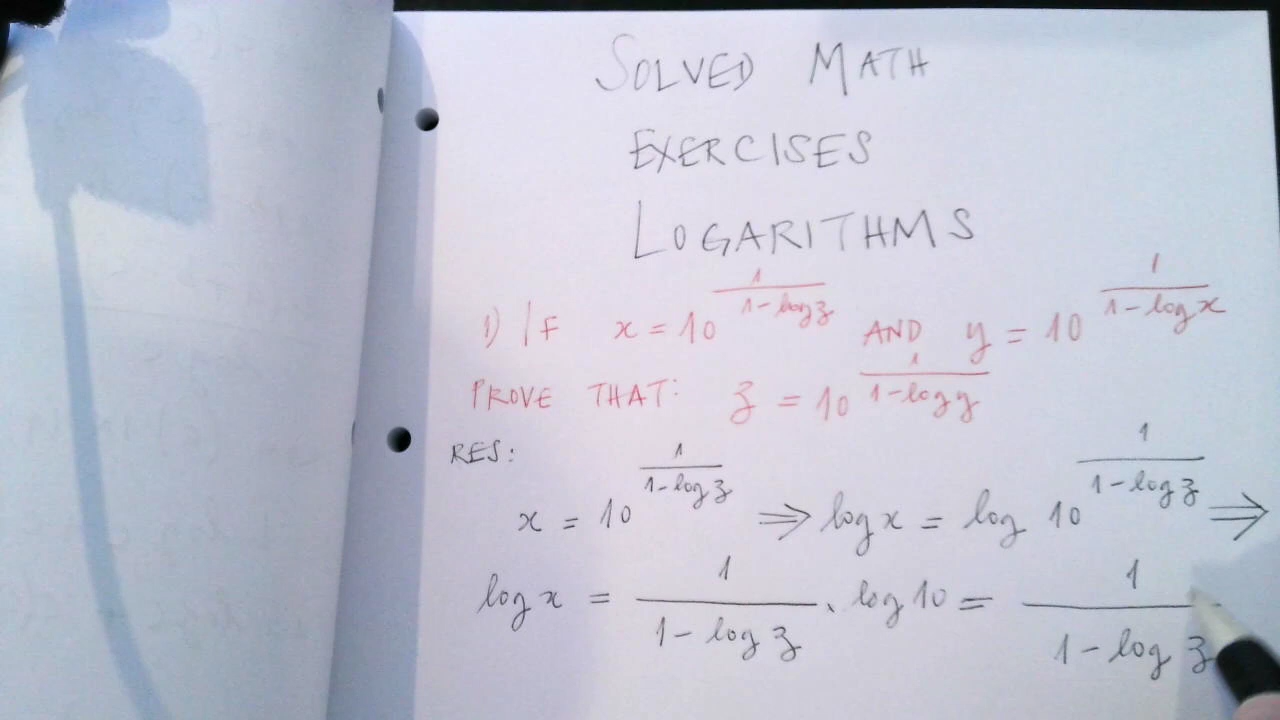 SOLVED MATH
EXERCISES
LOGARITHMS
1) IF x = 10^(1/(1-log z)) AND y = 10^(1/(1-log x))
PROVE THAT: z = 10^(1/(1-log y))
RES:
x = 10^(1/(1-log z)) ⇒ log x = log 10^(1/(1-log z)) ⇒
log x = 1/(1-log z) . log 10 = 1/(1-log z)